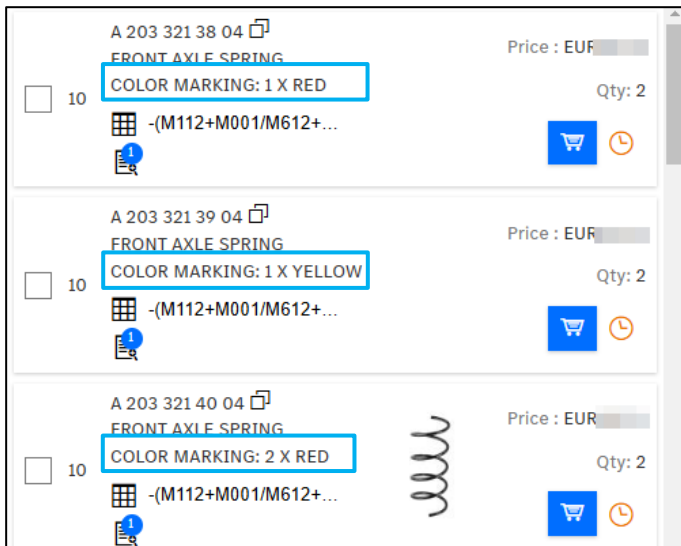 A 203 321 38 04
Price : EUR
FRONT AXLE SPRING
COLOR MARKING: 1 X RED
Qty: 2
10
-(M112+M001/M612+...
1
A 203 321 39 04
Price : EUR
FRONT AXLE SPRING
COLOR MARKING: 1 X YELLOW
Qty: 2
10
-(M112+M001/M612+...
1
A 203 321 40 04
Price : EUR
FRONT AXLE SPRING
COLOR MARKING: 2 X RED
Qty: 2
10
-(M112+M001/M612+...
1